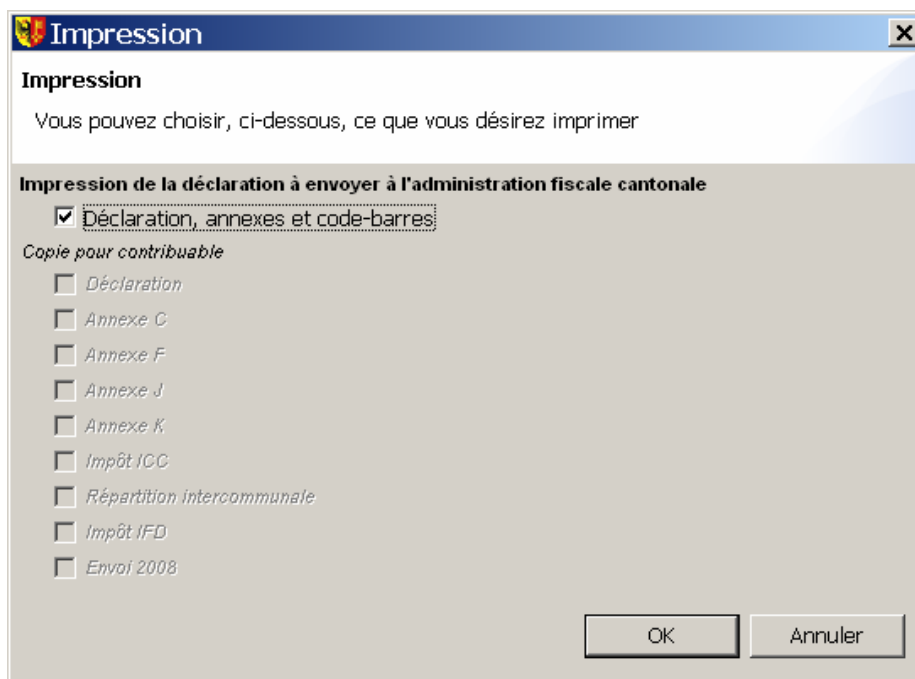 Impression
Impression
Vous pouvez choisir, ci-dessous, ce que vous désirez imprimer
Impression de la déclaration à envoyer à l'administration fiscale cantonale
Déclaration, annexes et code-barres
Copie pour contribuable
Déclaration
Annexe C
Annexe F
Annexe J
Annexe K
Impôt ICC
Répartition intercommunale
Impôt IFD
Envoi 2008
OK Annuler